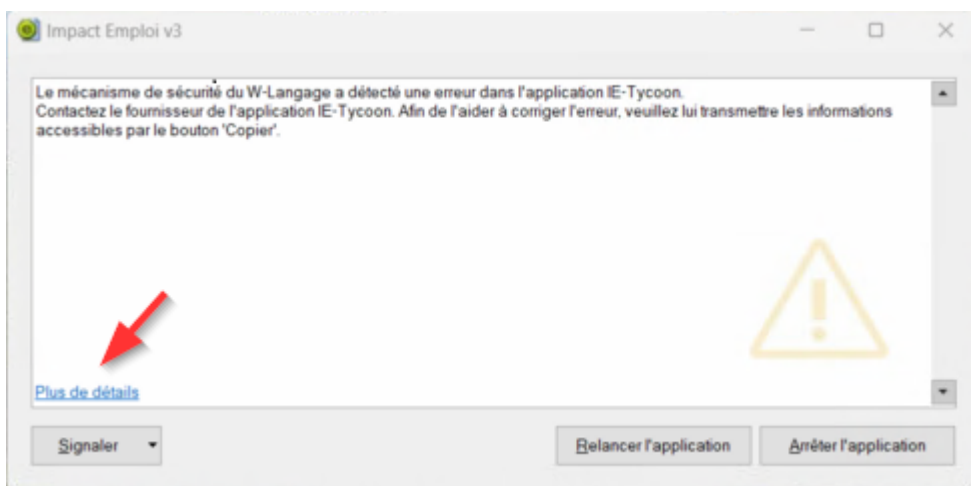 Impact Emploi v3
Le mécanisme de sécurité du W-Langage a détecté une erreur dans l'application IE-Tycoon.
Contactez le fournisseur de l'application IE-Tycoon. Afin de l'aider à corriger l'erreur, veuillez lui transmettre les informations
accessibles par le bouton 'Copier'.
Plus de détails
Signaler
Relancer l'application
Arrêter l'application